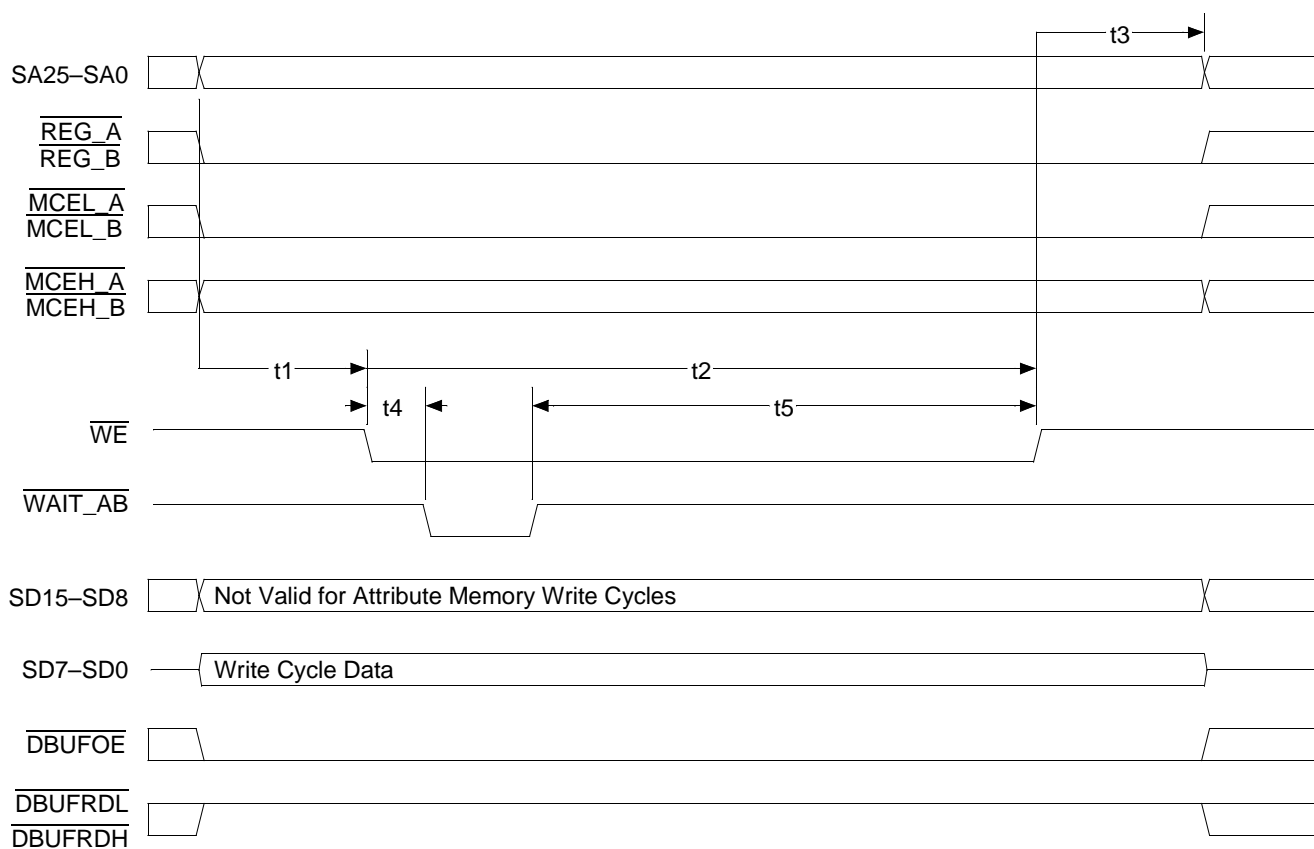 t3
SA25–SA0
REG_A
REG_B
MCEL_A
MCEL_B
MCEH_A
MCEH_B
t1 t2
t4 t5
WE
WAIT_AB
SD15–SD8 Not Valid for Attribute Memory Write Cycles
SD7–SD0 Write Cycle Data
DBUFOE
DBUFRDL
DBUFRDH